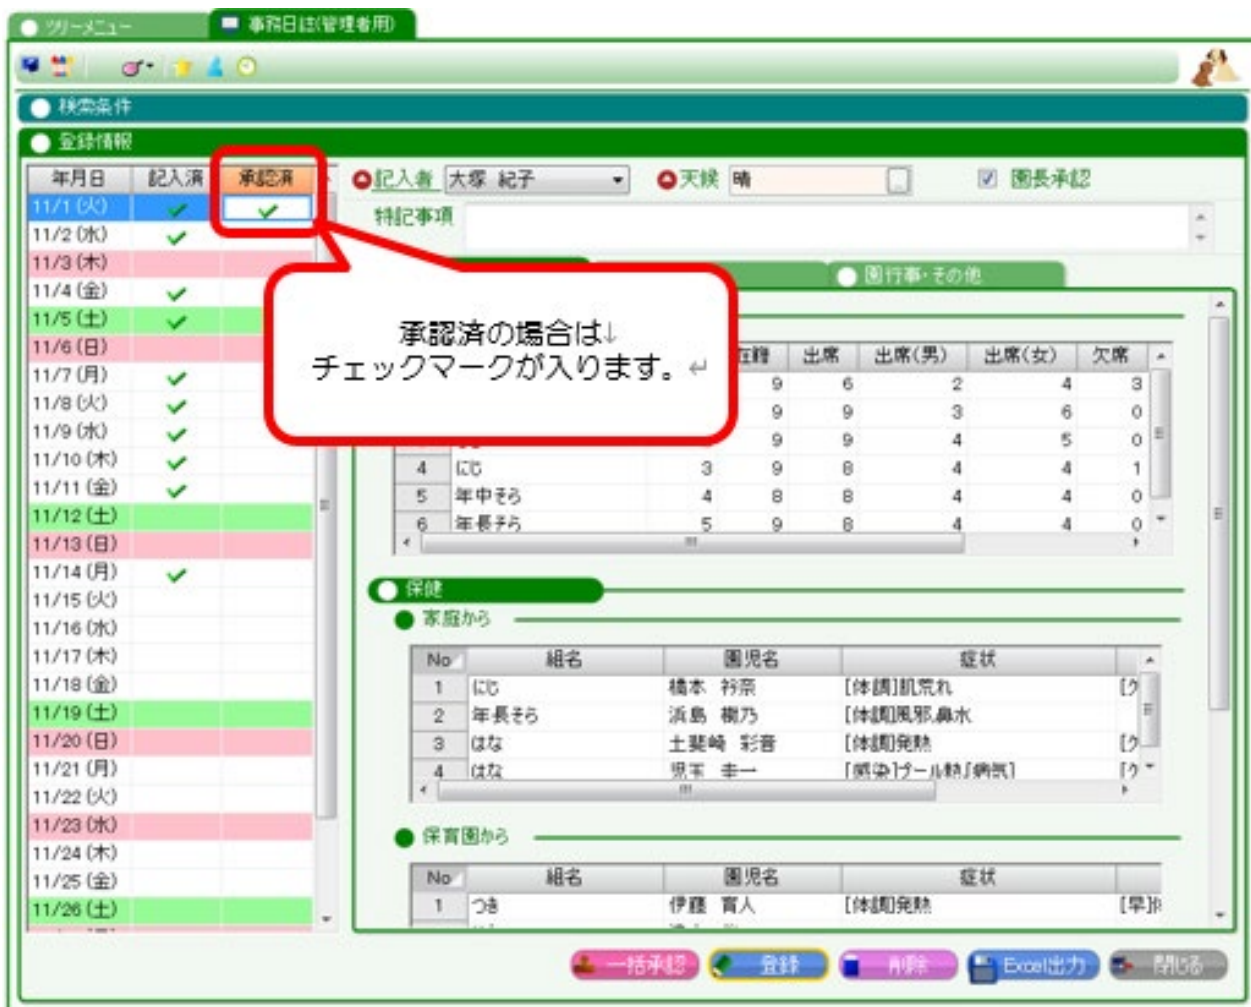 ツリーメニュー
事務日誌(管理者用)
検索条件
登録情報
年月日 記入済 承認済
記入者 大塚 紀子 天候 晴 園長承認
特記事項
11/1(火)
11/2(水)
11/3(木)
11/4(金)
11/5(土)
11/6(日)
11/7(月)
11/8(火)
11/9(水)
11/10(木)
11/11(金)
11/12(土)
11/13(日)
11/14(月)
11/15(火)
11/16(水)
11/17(木)
11/18(金)
11/19(土)
11/20(日)
11/21(月)
11/22(火)
11/23(水)
11/24(木)
11/25(金)
11/26(土)
承認済の場合は↓
チェックマークが入ります。↵
園行事・その他
在籍 出席 出席(男) 出席(女) 欠席
9 6 2 4 3
9 9 3 6 0
9 9 4 5 0
4 にじ 3 9 8 4 4 1
5 年中そら 4 8 8 4 4 0
6 年長そら 5 9 8 4 4 0
保健
家庭から
No 組名 園児名 症状
1 にじ 橋本 衿奈 [体調]肌荒れ [ク
2 年長そら 浜島 樹乃 [体調]風邪,鼻水
3 はな 土斐崎 彩音 [体調]発熱 [ク
4 はな 児玉 幸一 [感染]プール熱「病気] [ク
保育園から
No 組名 園児名 症状
1 つき 伊藤 育人 [体調]発熱
一括承認 登録 削除 Excel出力 閉じる